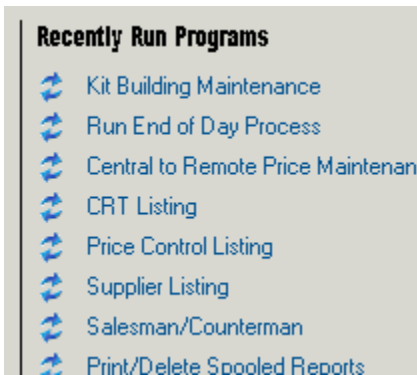 Recently Run Programs
Kit Building Maintenance
Run End of Day Process
Central to Remote Price Maintenan
CRT Listing
Price Control Listing
Supplier Listing
Salesman/Counterman
Print/Delete Spooled Reports